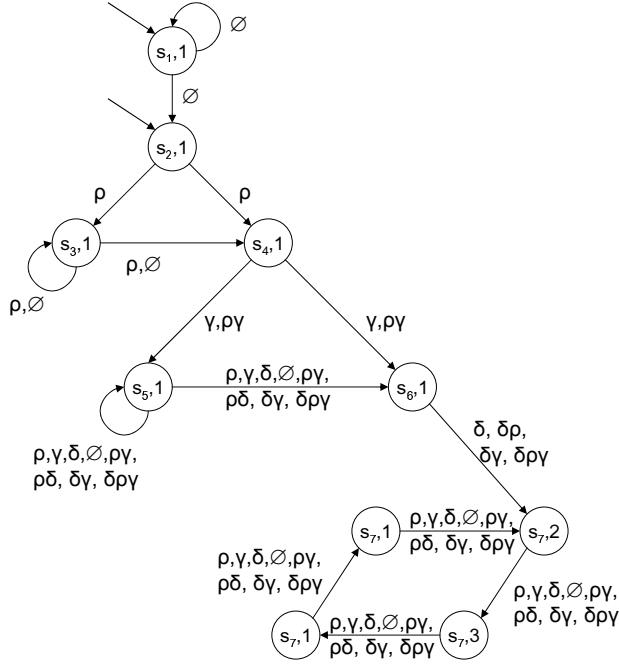 s₁,1
∅
∅
s₂,1
ρ
ρ
s₃,1
s₄,1
ρ,∅
ρ,∅
γ,ργ
γ,ργ
s₅,1
ρ,γ,δ,∅,ργ,
ρδ, δγ, δργ
s₆,1
ρ,γ,δ,∅,ργ,
ρδ, δγ, δργ
δ, δρ,
δγ, δργ
s₇,1
ρ,γ,δ,∅,ργ,
ρδ, δγ, δργ
s₇,2
ρ,γ,δ,∅,ργ,
ρδ, δγ, δργ
ρ,γ,δ,∅,ργ,
ρδ, δγ, δργ
s₇,1
ρ,γ,δ,∅,ργ,
ρδ, δγ, δργ
s₇,3